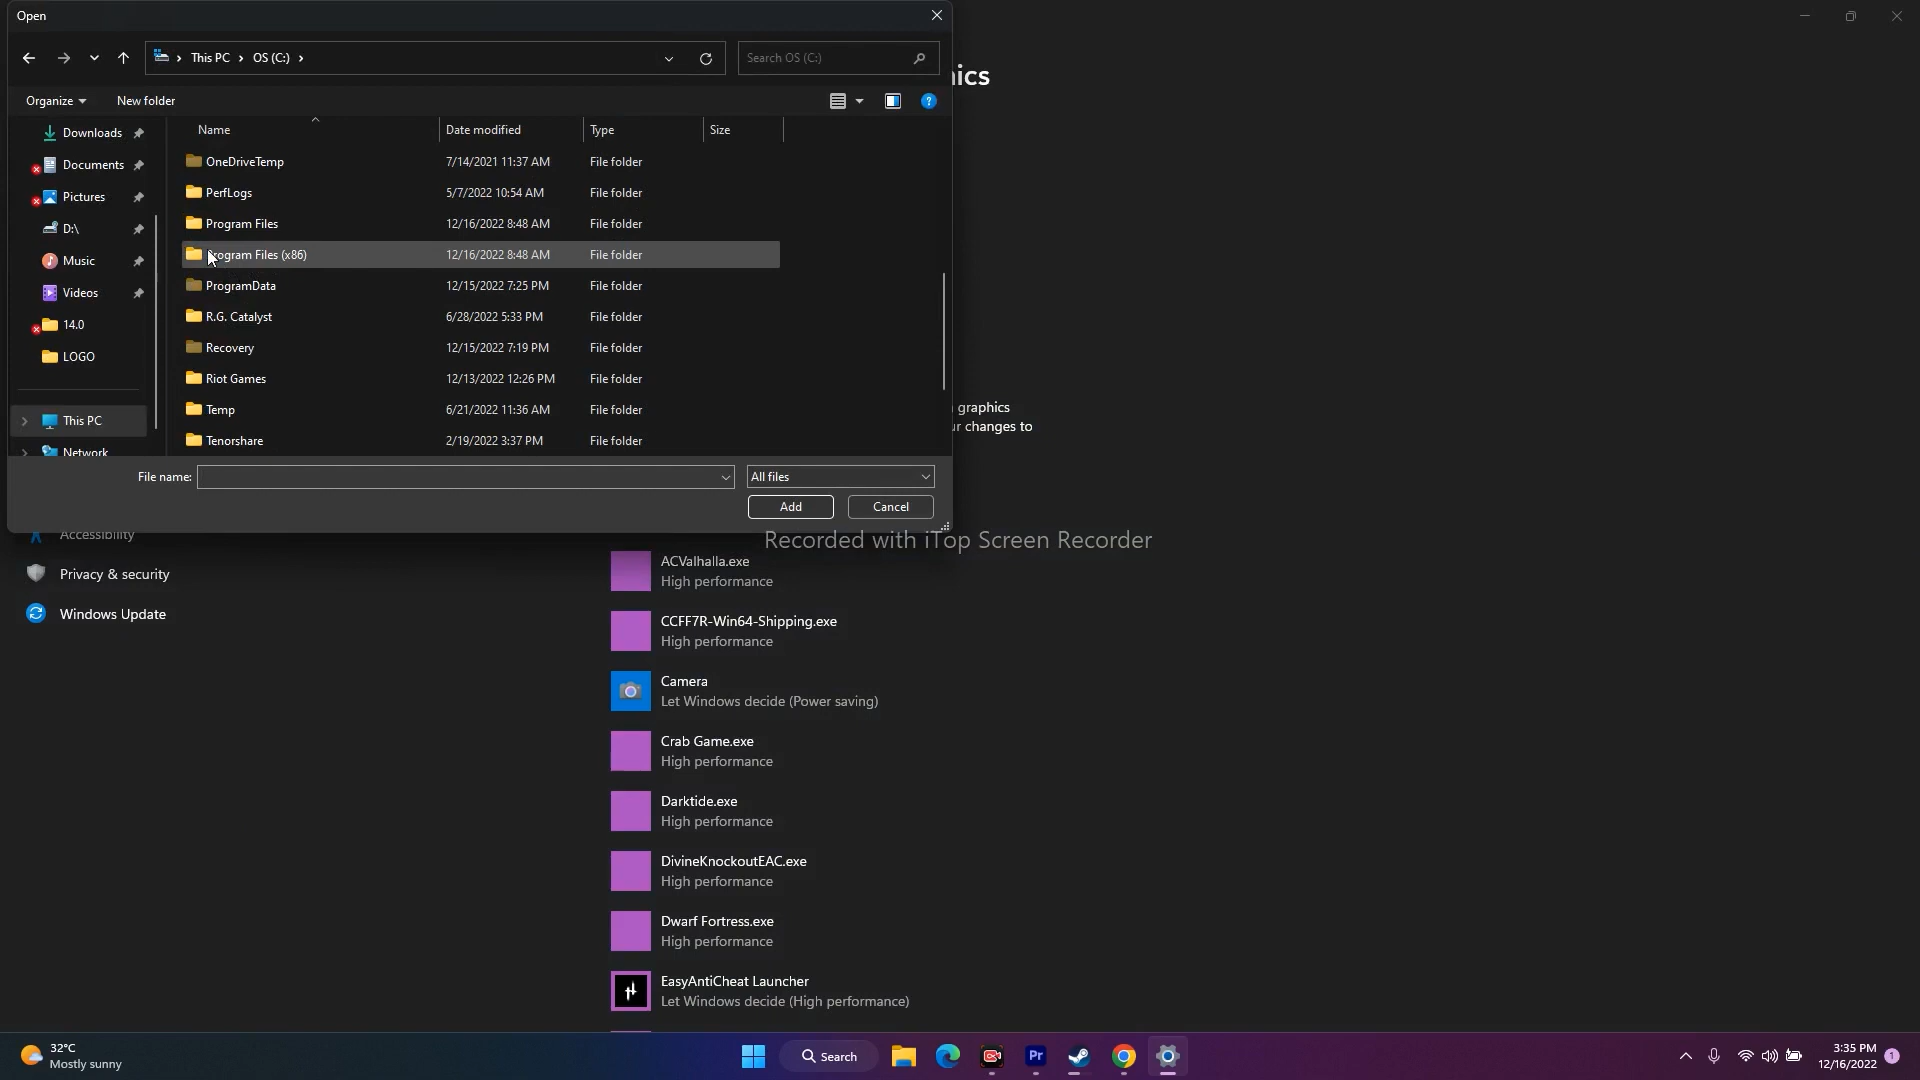 Open
This PC
OS (C:)
Search OS (C:)
ics
Organize
New folder
Downloads
Documents
Pictures
D:\
Music
Videos
14.0
LOGO
This PC
Network
Name
Date modified
Type
Size
OneDriveTemp
7/14/2021 11:37 AM
File folder
PerfLogs
5/7/2022 10:54 AM
File folder
Program Files
12/16/2022 8:48 AM
File folder
Program Files (x86)
12/16/2022 8:48 AM
File folder
ProgramData
12/15/2022 7:25 PM
File folder
R.G. Catalyst
6/28/2022 5:33 PM
File folder
Recovery
12/15/2022 7:19 PM
File folder
Riot Games
12/13/2022 12:26 PM
File folder
Temp
6/21/2022 11:36 AM
File folder
Tenorshare
2/19/2022 3:37 PM
File folder
graphics
ur changes to
File name:
All files
Add
Cancel
Accessibility
Privacy & security
Windows Update
Recorded with iTop Screen Recorder
ACValhalla.exe
High performance
CCFF7R-Win64-Shipping.exe
High performance
Camera
Let Windows decide (Power saving)
Crab Game.exe
High performance
Darktide.exe
High performance
DivineKnockoutEAC.exe
High performance
Dwarf Fortress.exe
High performance
EasyAntiCheat Launcher
Let Windows decide (High performance)
32°C
Mostly sunny
Search
Pr
3:35 PM
12/16/2022
1